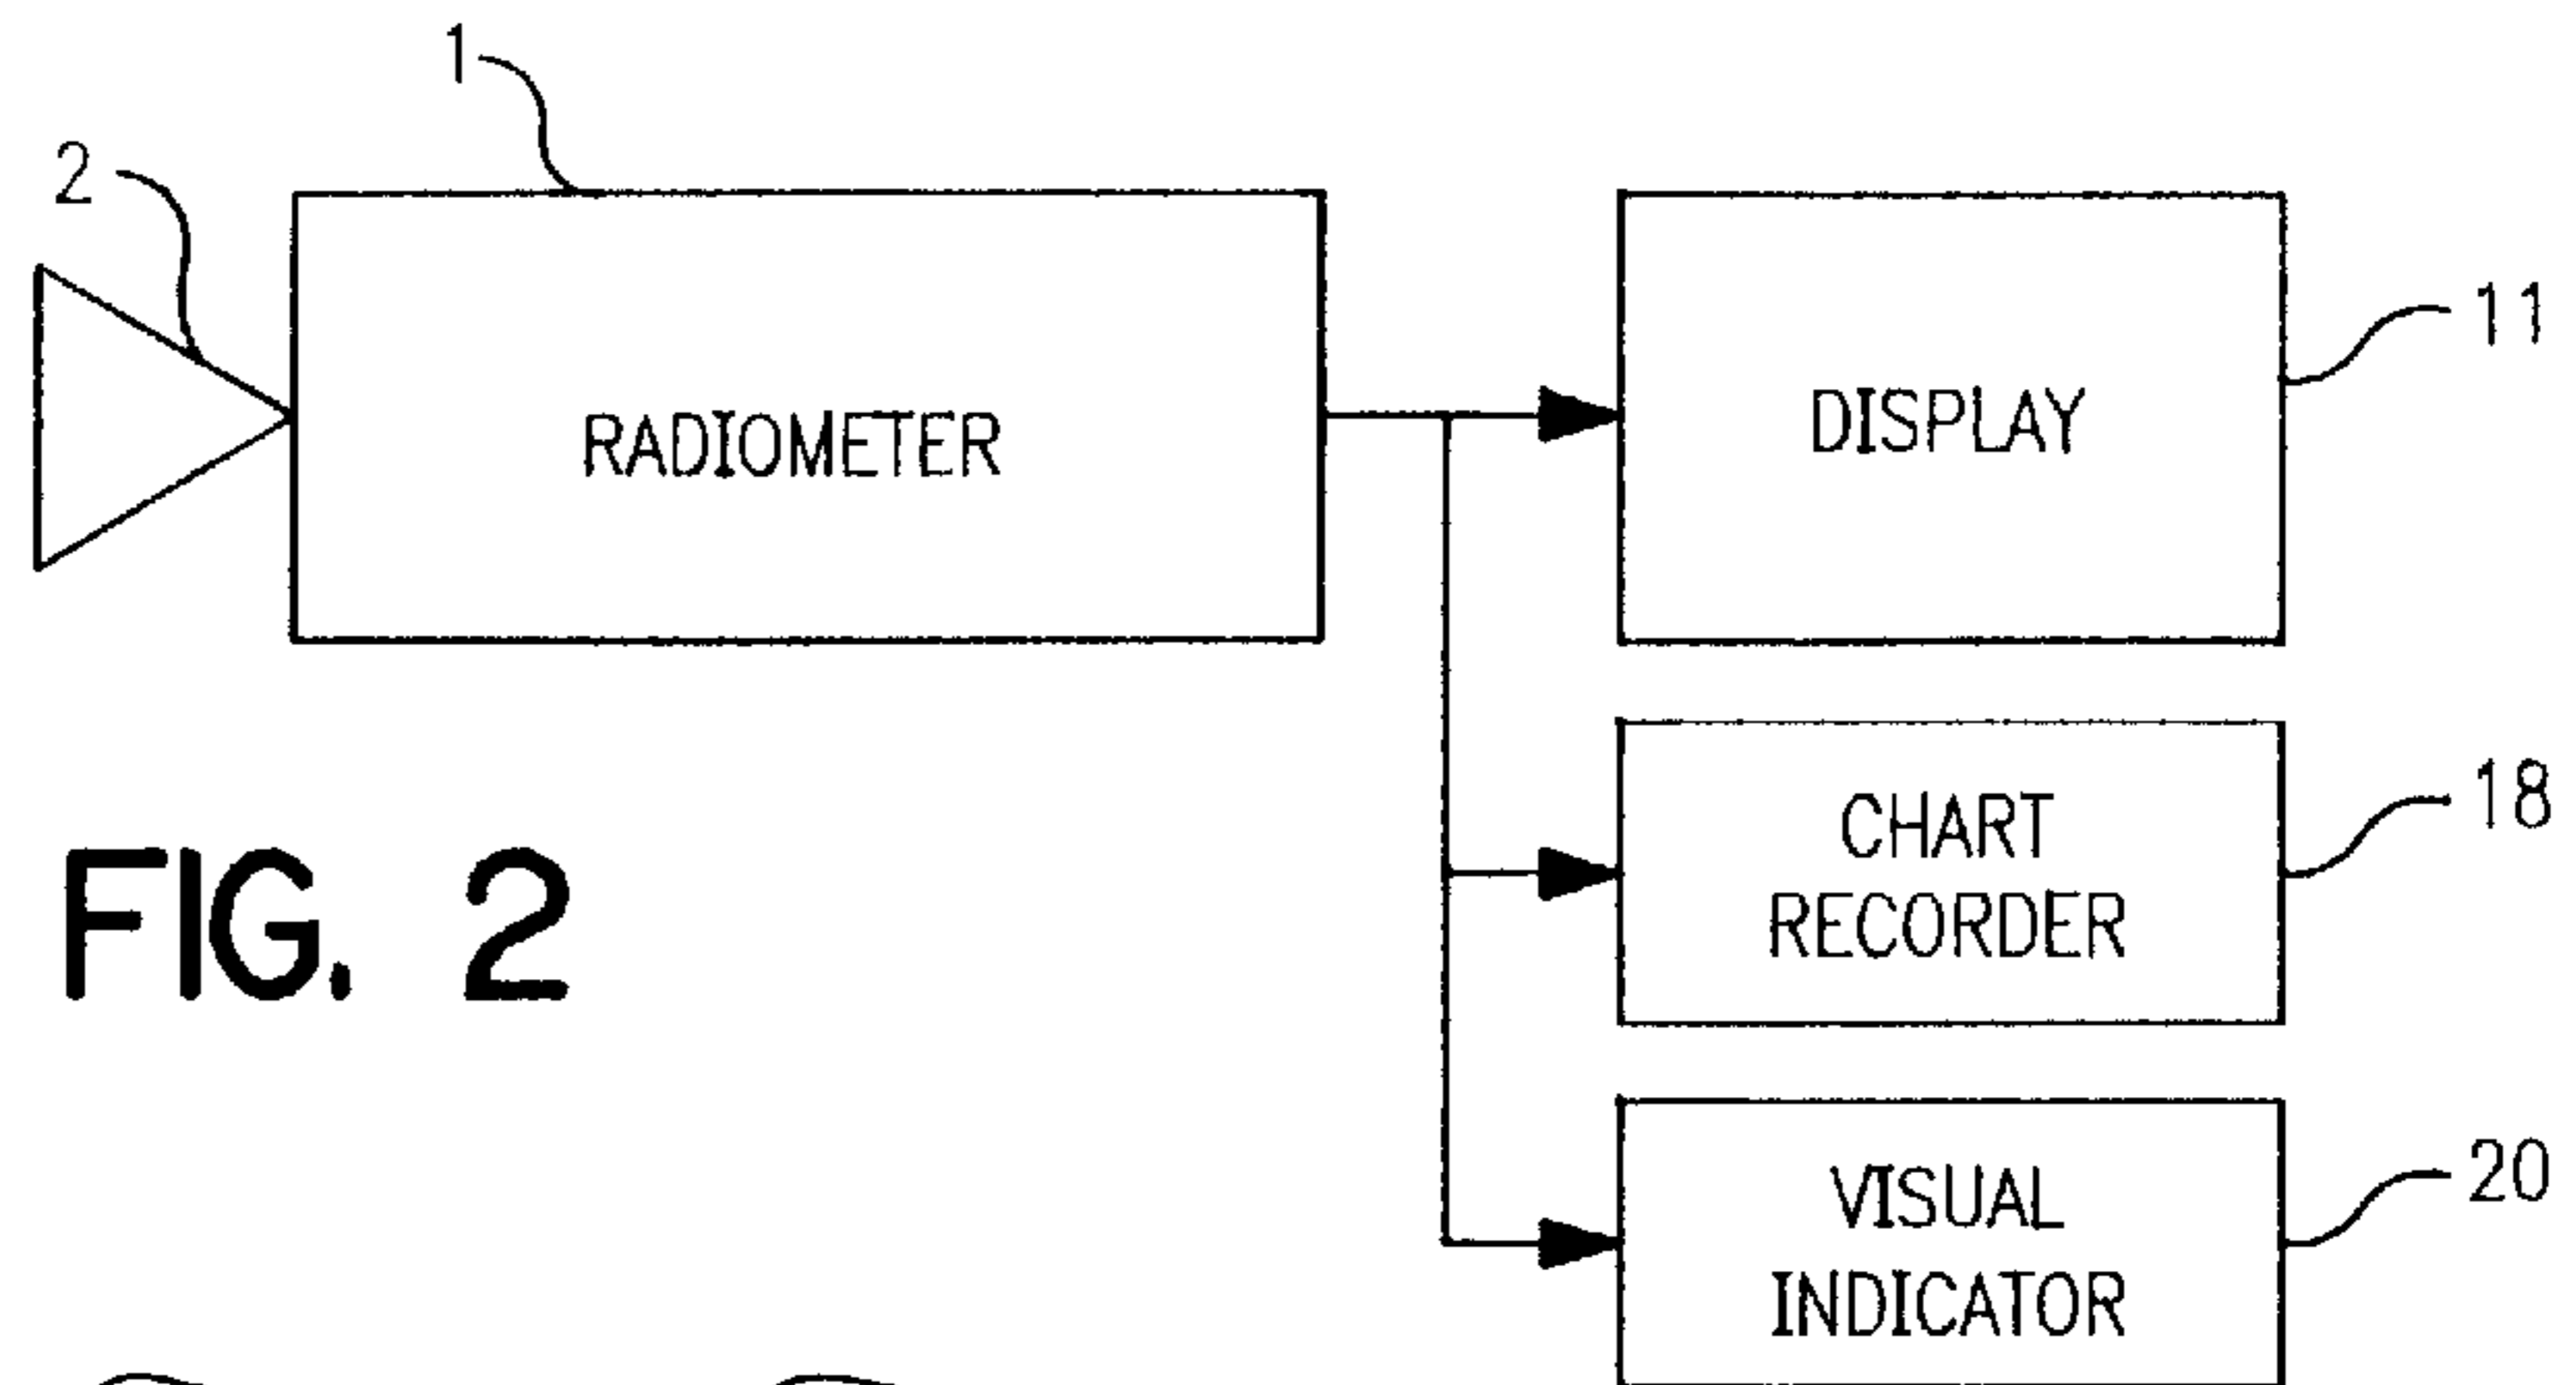 1
2
RADIOMETER
DISPLAY
11
CHART
RECORDER
18
FIG. 2
VISUAL
INDICATOR
20